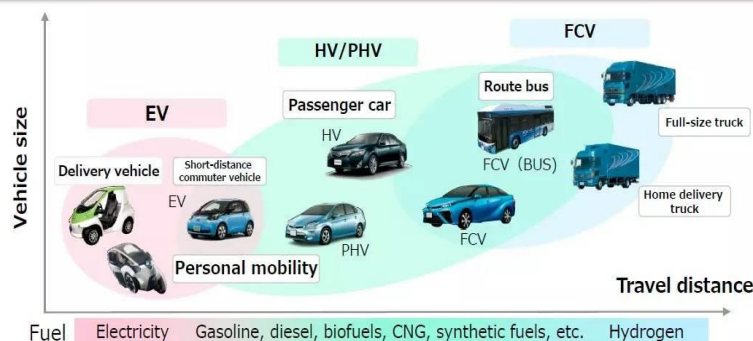 FCV
HV/PHV
EV
Vehicle size
Passenger car
HV
Route bus
FCV (BUS)
Full-size truck
Delivery vehicle
Short-distance
commuter vehicle
EV
PHV
FCV
Home delivery
truck
Personal mobility
Travel distance
Fuel Electricity Gasoline, diesel, biofuels, CNG, synthetic fuels, etc. Hydrogen